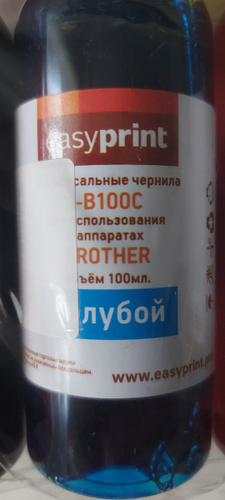 easyprint
сальные чернила
-B100C
спользования
аппаратах
ROTHER
ъём 100мл.
лубой
www.easyprint.